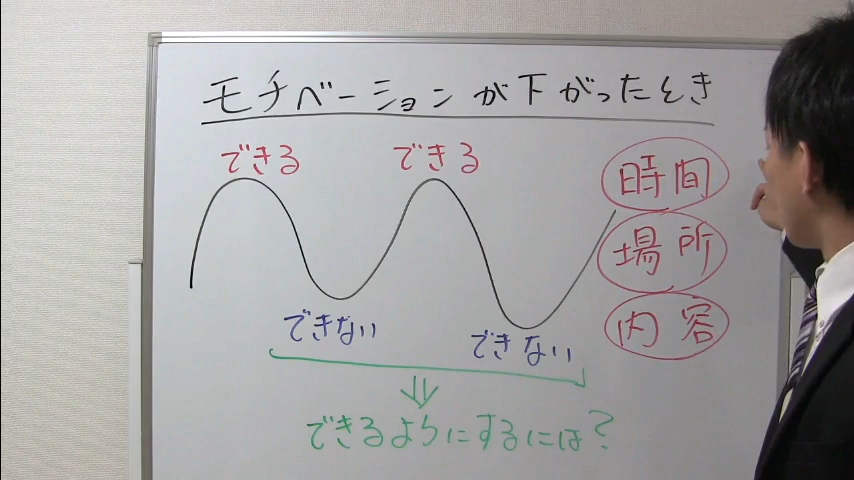 モチベーションが下がったとき
できる
できる
できない
できない
時間
場所
内容
できるようにするには?